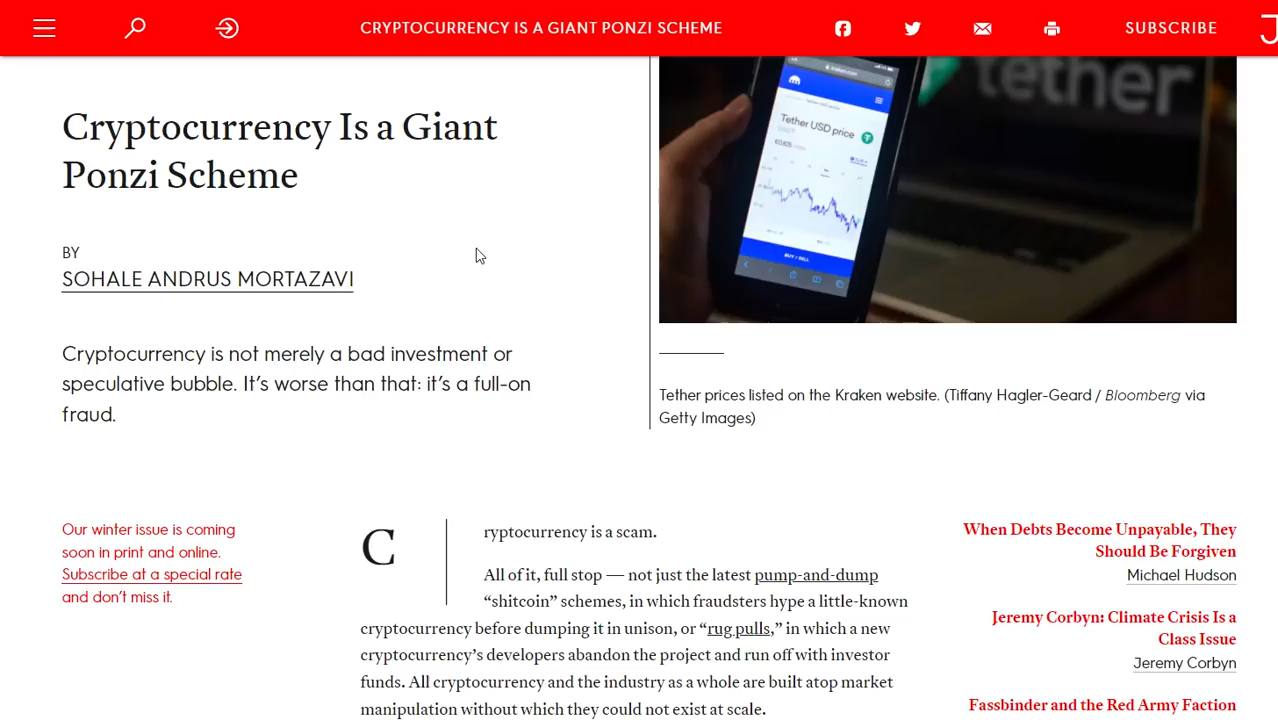 CRYPTOCURRENCY IS A GIANT PONZI SCHEME
SUBSCRIBE
J
Cryptocurrency Is a Giant
Ponzi Scheme
BY
SOHALE ANDRUS MORTAZAVI
Cryptocurrency is not merely a bad investment or
speculative bubble. It’s worse than that: it’s a full-on
fraud.
tether
kraken.com
Tether USD price
BUY / SELL
Tether prices listed on the Kraken website. (Tiffany Hagler-Geard / Bloomberg via
Getty Images)
Our winter issue is coming
soon in print and online.
Subscribe at a special rate
and don’t miss it.
Cryptocurrency is a scam.
All of it, full stop — not just the latest pump-and-dump
“shitcoin” schemes, in which fraudsters hype a little-known
cryptocurrency before dumping it in unison, or “rug pulls,” in which a new
cryptocurrency’s developers abandon the project and run off with investor
funds. All cryptocurrency and the industry as a whole are built atop market
manipulation without which they could not exist at scale.
When Debts Become Unpayable, They
Should Be Forgiven
Michael Hudson
Jeremy Corbyn: Climate Crisis Is a
Class Issue
Jeremy Corbyn
Fassbinder and the Red Army Faction